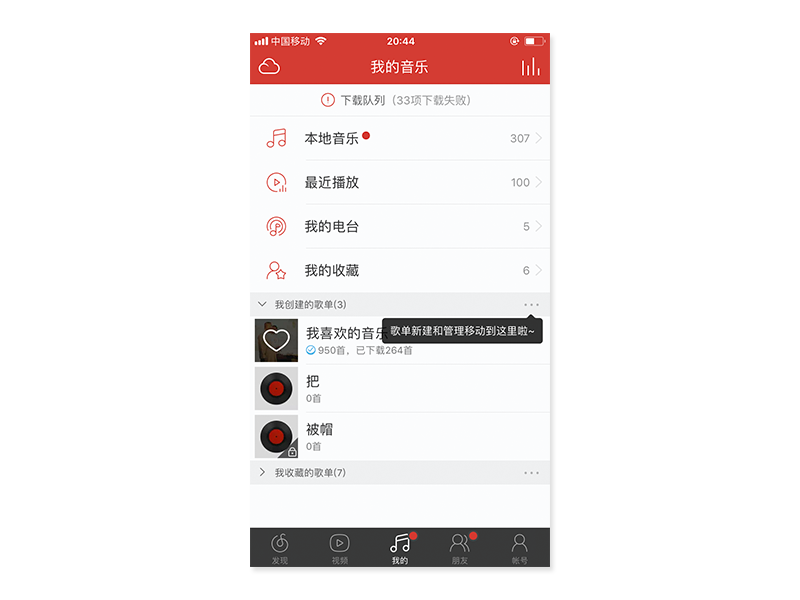 中国移动
20:44
我的音乐
下载队列（33项下载失败）
本地音乐 307
最近播放 100
我的电台 5
我的收藏 6
我创建的歌单(3)
我喜欢的音乐
歌单新建和管理移动到这里啦~
950首，已下载264首
把
0首
被帽
0首
我收藏的歌单(7)
发现 视频 我的 朋友 帐号